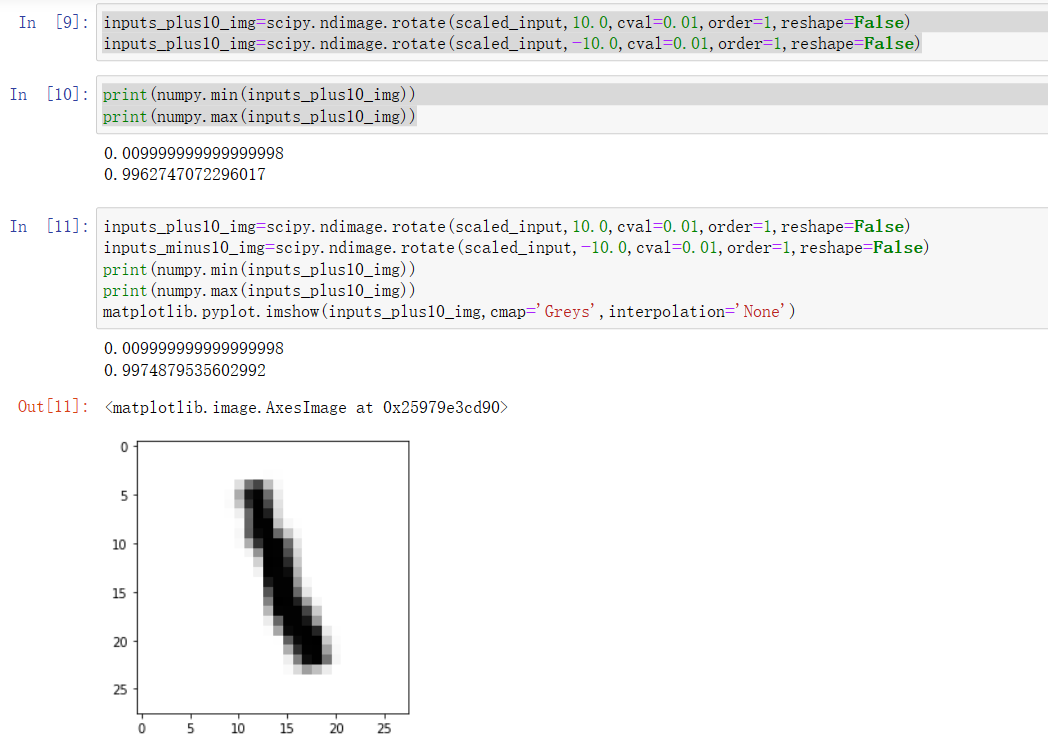 In [9]: inputs_plus10_img=scipy.ndimage.rotate(scaled_input,10.0,cval=0.01,order=1,reshape=False)
inputs_plus10_img=scipy.ndimage.rotate(scaled_input,-10.0,cval=0.01,order=1,reshape=False)
In [10]: print(numpy.min(inputs_plus10_img))
print(numpy.max(inputs_plus10_img))
0.009999999999999998
0.9962747072296017
In [11]: inputs_plus10_img=scipy.ndimage.rotate(scaled_input,10.0,cval=0.01,order=1,reshape=False)
inputs_minus10_img=scipy.ndimage.rotate(scaled_input,-10.0,cval=0.01,order=1,reshape=False)
print(numpy.min(inputs_plus10_img))
print(numpy.max(inputs_plus10_img))
matplotlib.pyplot.imshow(inputs_plus10_img,cmap='Greys',interpolation='None')
0.009999999999999998
0.9974879535602992
Out[11]: <matplotlib.image.AxesImage at 0x25979e3cd90>
0
5
10
15
20
25
0 5 10 15 20 25